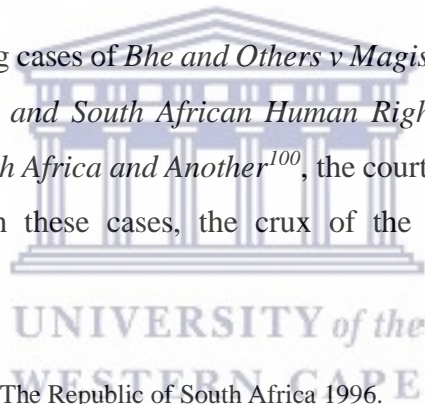 g cases of Bhe and Others v Magis
and South African Human Righ
h Africa and Another100, the court
n these cases, the crux of the
UNIVERSITY of the
The Republic of South Africa 1996.
WESTERN CAPE